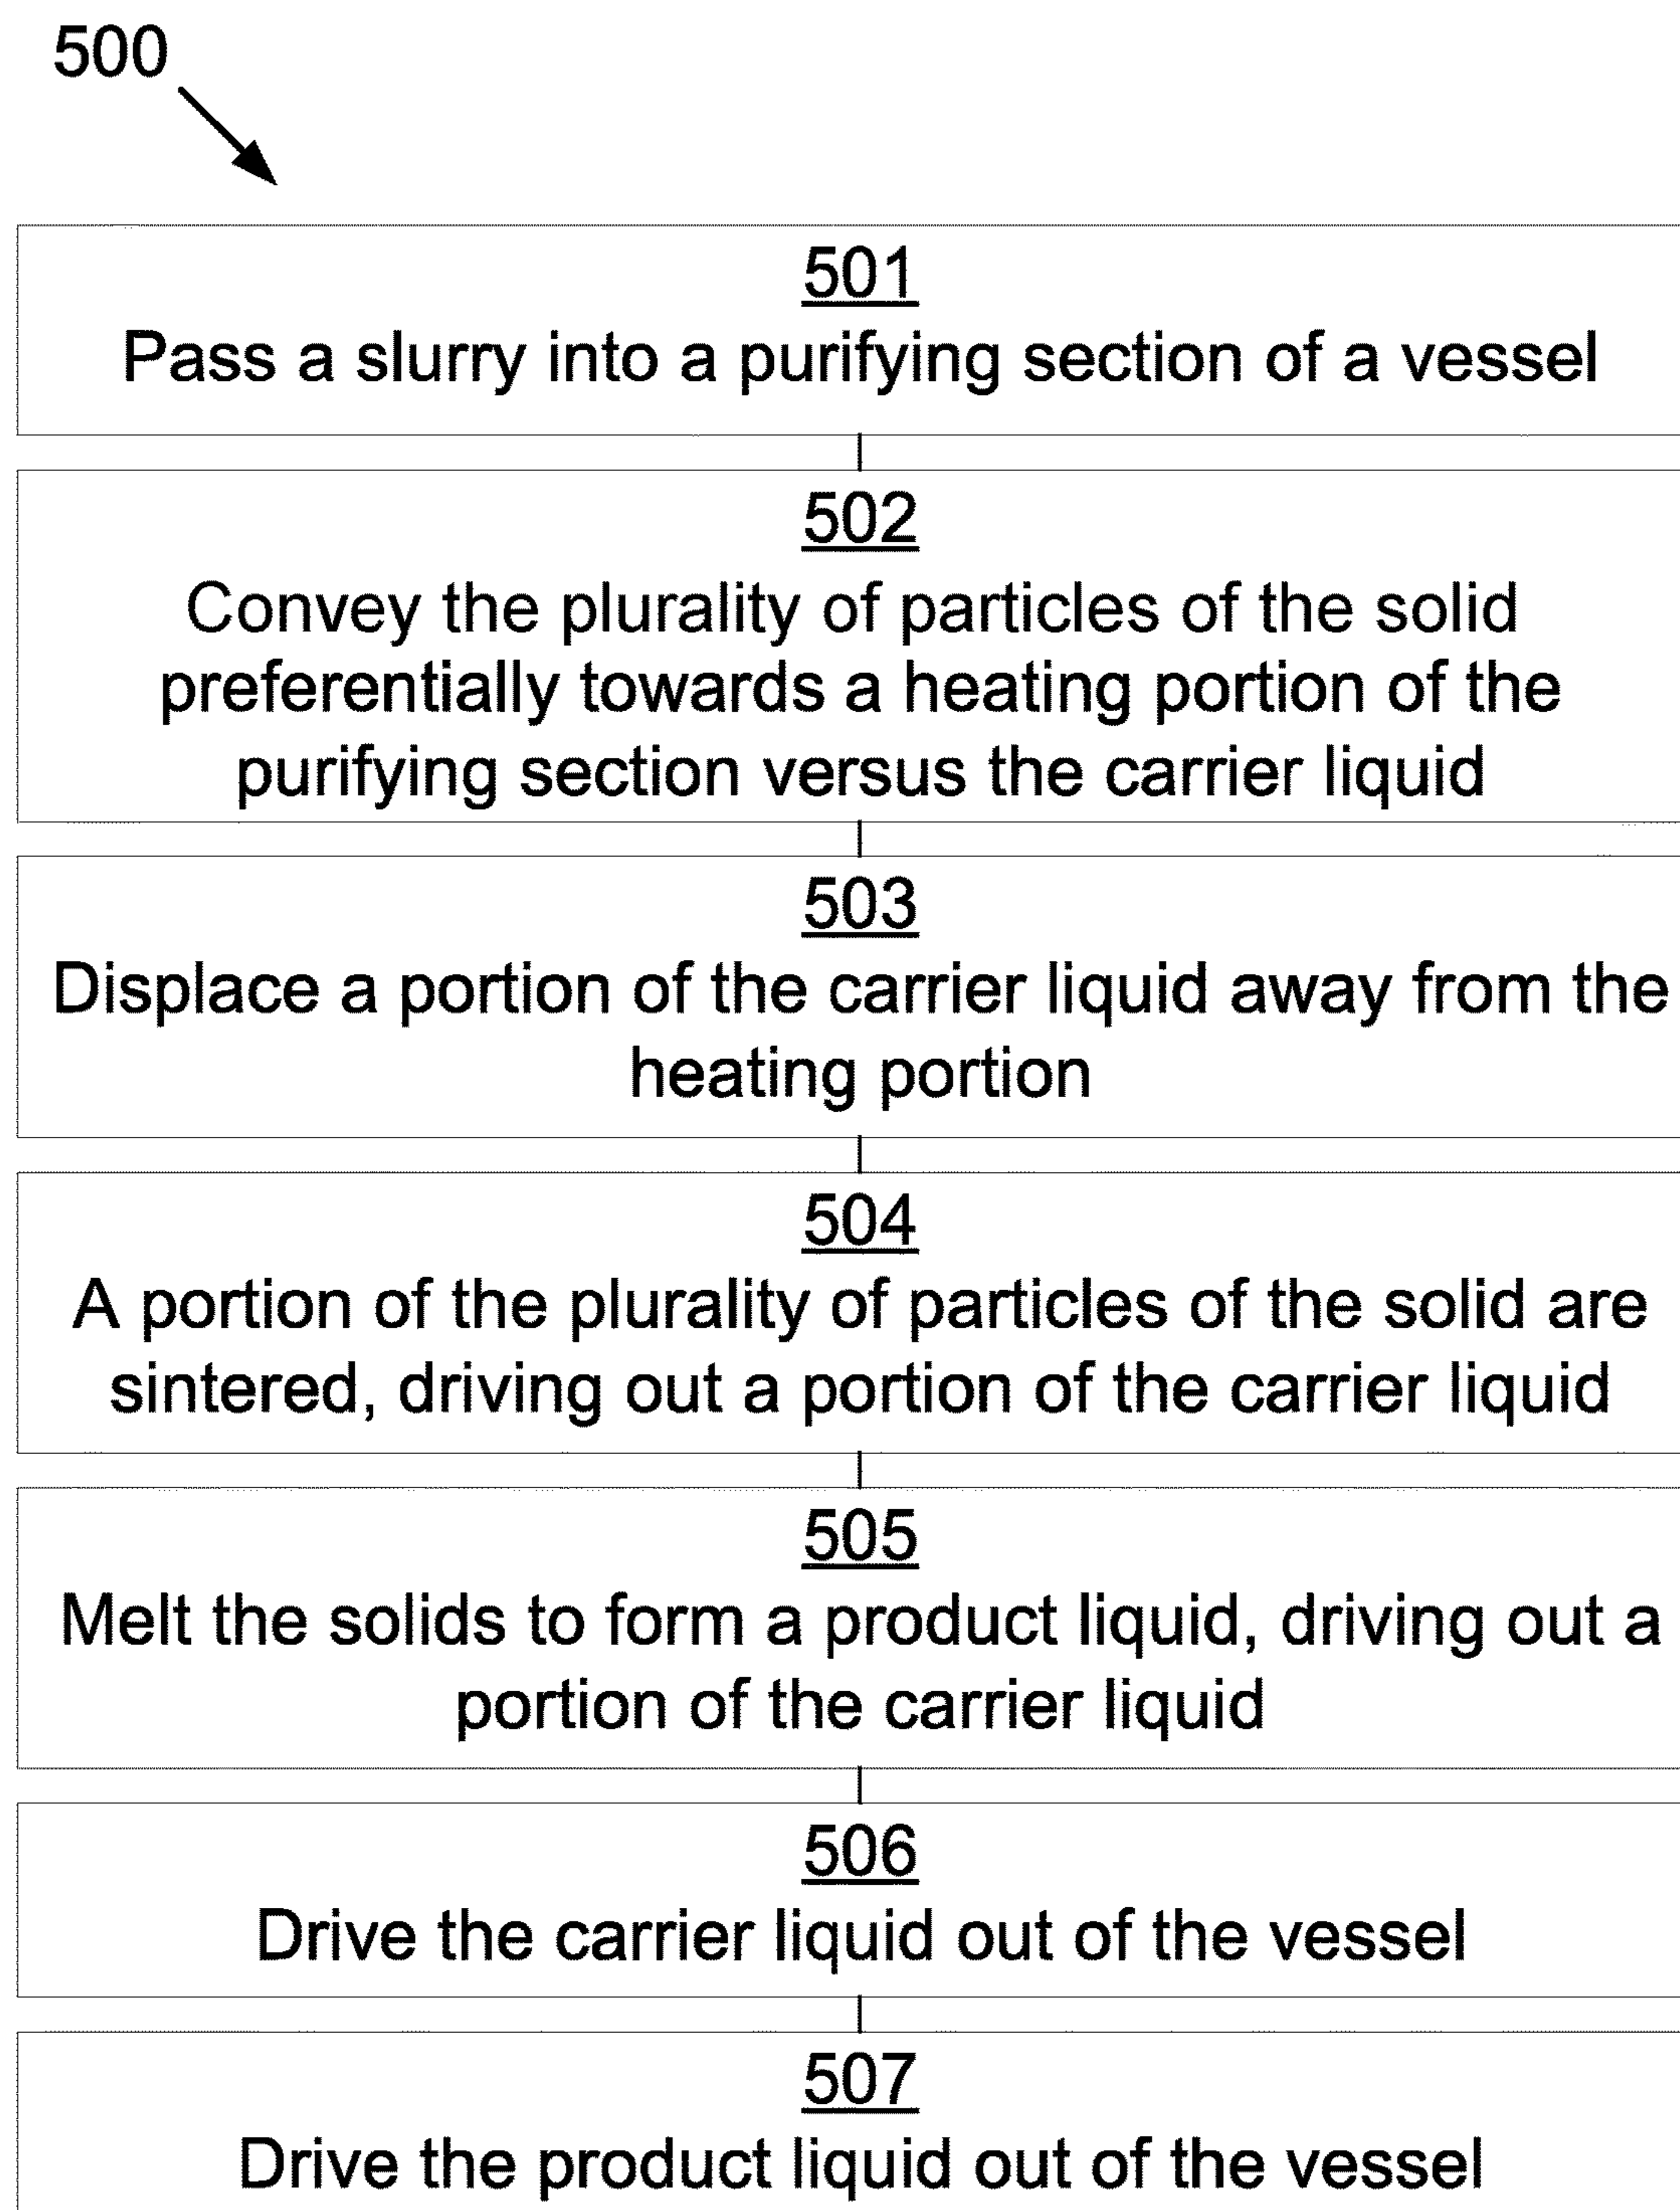 500
501
Pass a slurry into a purifying section of a vessel
502
Convey the plurality of particles of the solid
preferentially towards a heating portion of the
purifying section versus the carrier liquid
503
Displace a portion of the carrier liquid away from the
heating portion
504
A portion of the plurality of particles of the solid are
sintered, driving out a portion of the carrier liquid
505
Melt the solids to form a product liquid, driving out a
portion of the carrier liquid
506
Drive the carrier liquid out of the vessel
507
Drive the product liquid out of the vessel